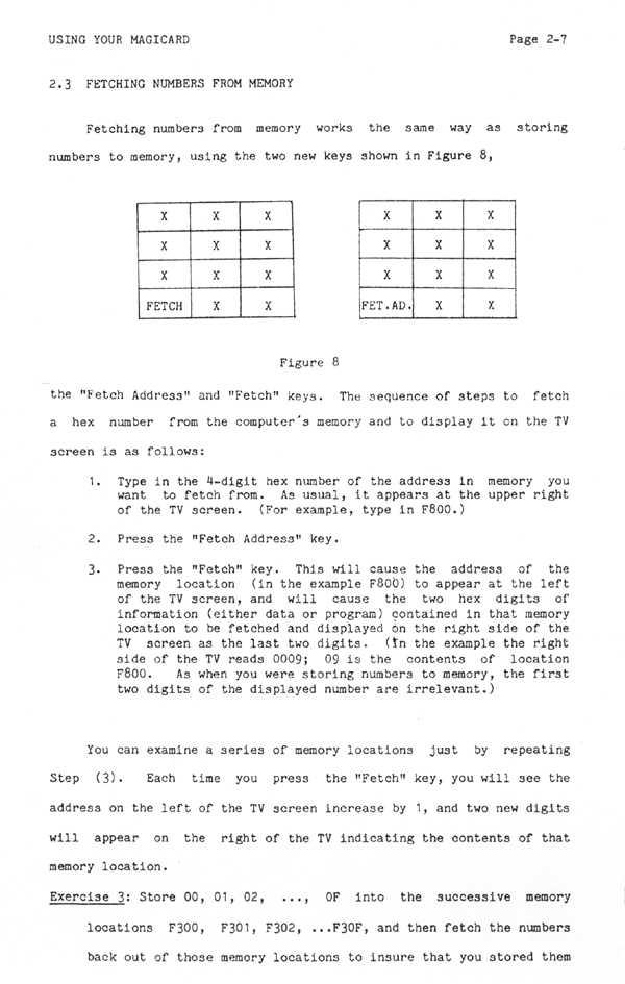 USING YOUR MAGICARD Page 2-7
2.3 FETCHING NUMBERS FROM MEMORY
Fetching numbers from memory works the same way as storing
numbers to memory, using the two new keys shown in Figure 8,
X X X X X X
X X X X X X
X X X X X X
FETCH X X FET.AD. X X
Figure 8
the "Fetch Address" and "Fetch" keys. The sequence of steps to fetch
a hex number from the computer's memory and to display it on the TV
screen is as follows:
1. Type in the 4-digit hex number of the address in memory you
want to fetch from. As usual, it appears at the upper right
of the TV screen. (For example, type in F800.)
2. Press the "Fetch Address" key.
3. Press the "Fetch" key. This will cause the address of the
memory location (in the example F800) to appear at the left
of the TV screen, and will cause the two hex digits of
information (either data or program) contained in that memory
location to be fetched and displayed on the right side of the
TV screen as the last two digits. (In the example the right
side of the TV reads 0009; 09 is the contents of location
F800. As when you were storing numbers to memory, the first
two digits of the displayed number are irrelevant.)
You can examine a series of memory locations just by repeating
Step (3). Each time you press the "Fetch" key, you will see the
address on the left of the TV screen increase by 1, and two new digits
will appear on the right of the TV indicating the contents of that
memory location.
Exercise 3: Store 00, 01, 02, ..., 0F into the successive memory
locations F300, F301, F302, ...F30F, and then fetch the numbers
back out of those memory locations to insure that you stored them